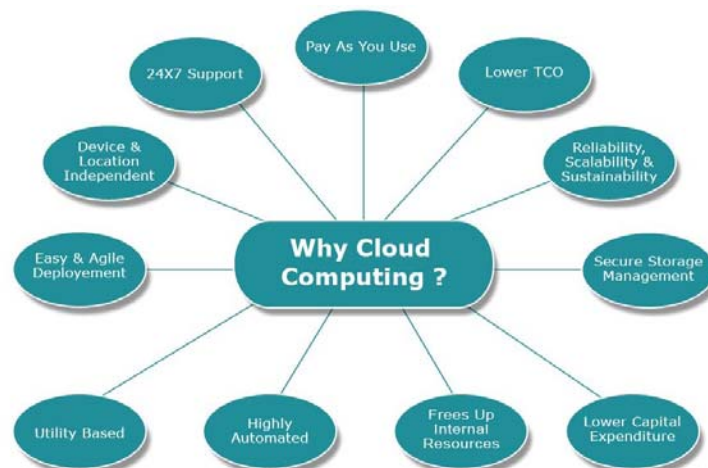 Pay As You Use
24X7 Support
Lower TCO
Device &
Location
Independent
Reliability,
Scalability &
Sustainability
Why Cloud
Computing ?
Easy & Agile
Deployement
Secure Storage
Management
Utility Based
Highly
Automated
Frees Up
Internal
Resources
Lower Capital
Expenditure